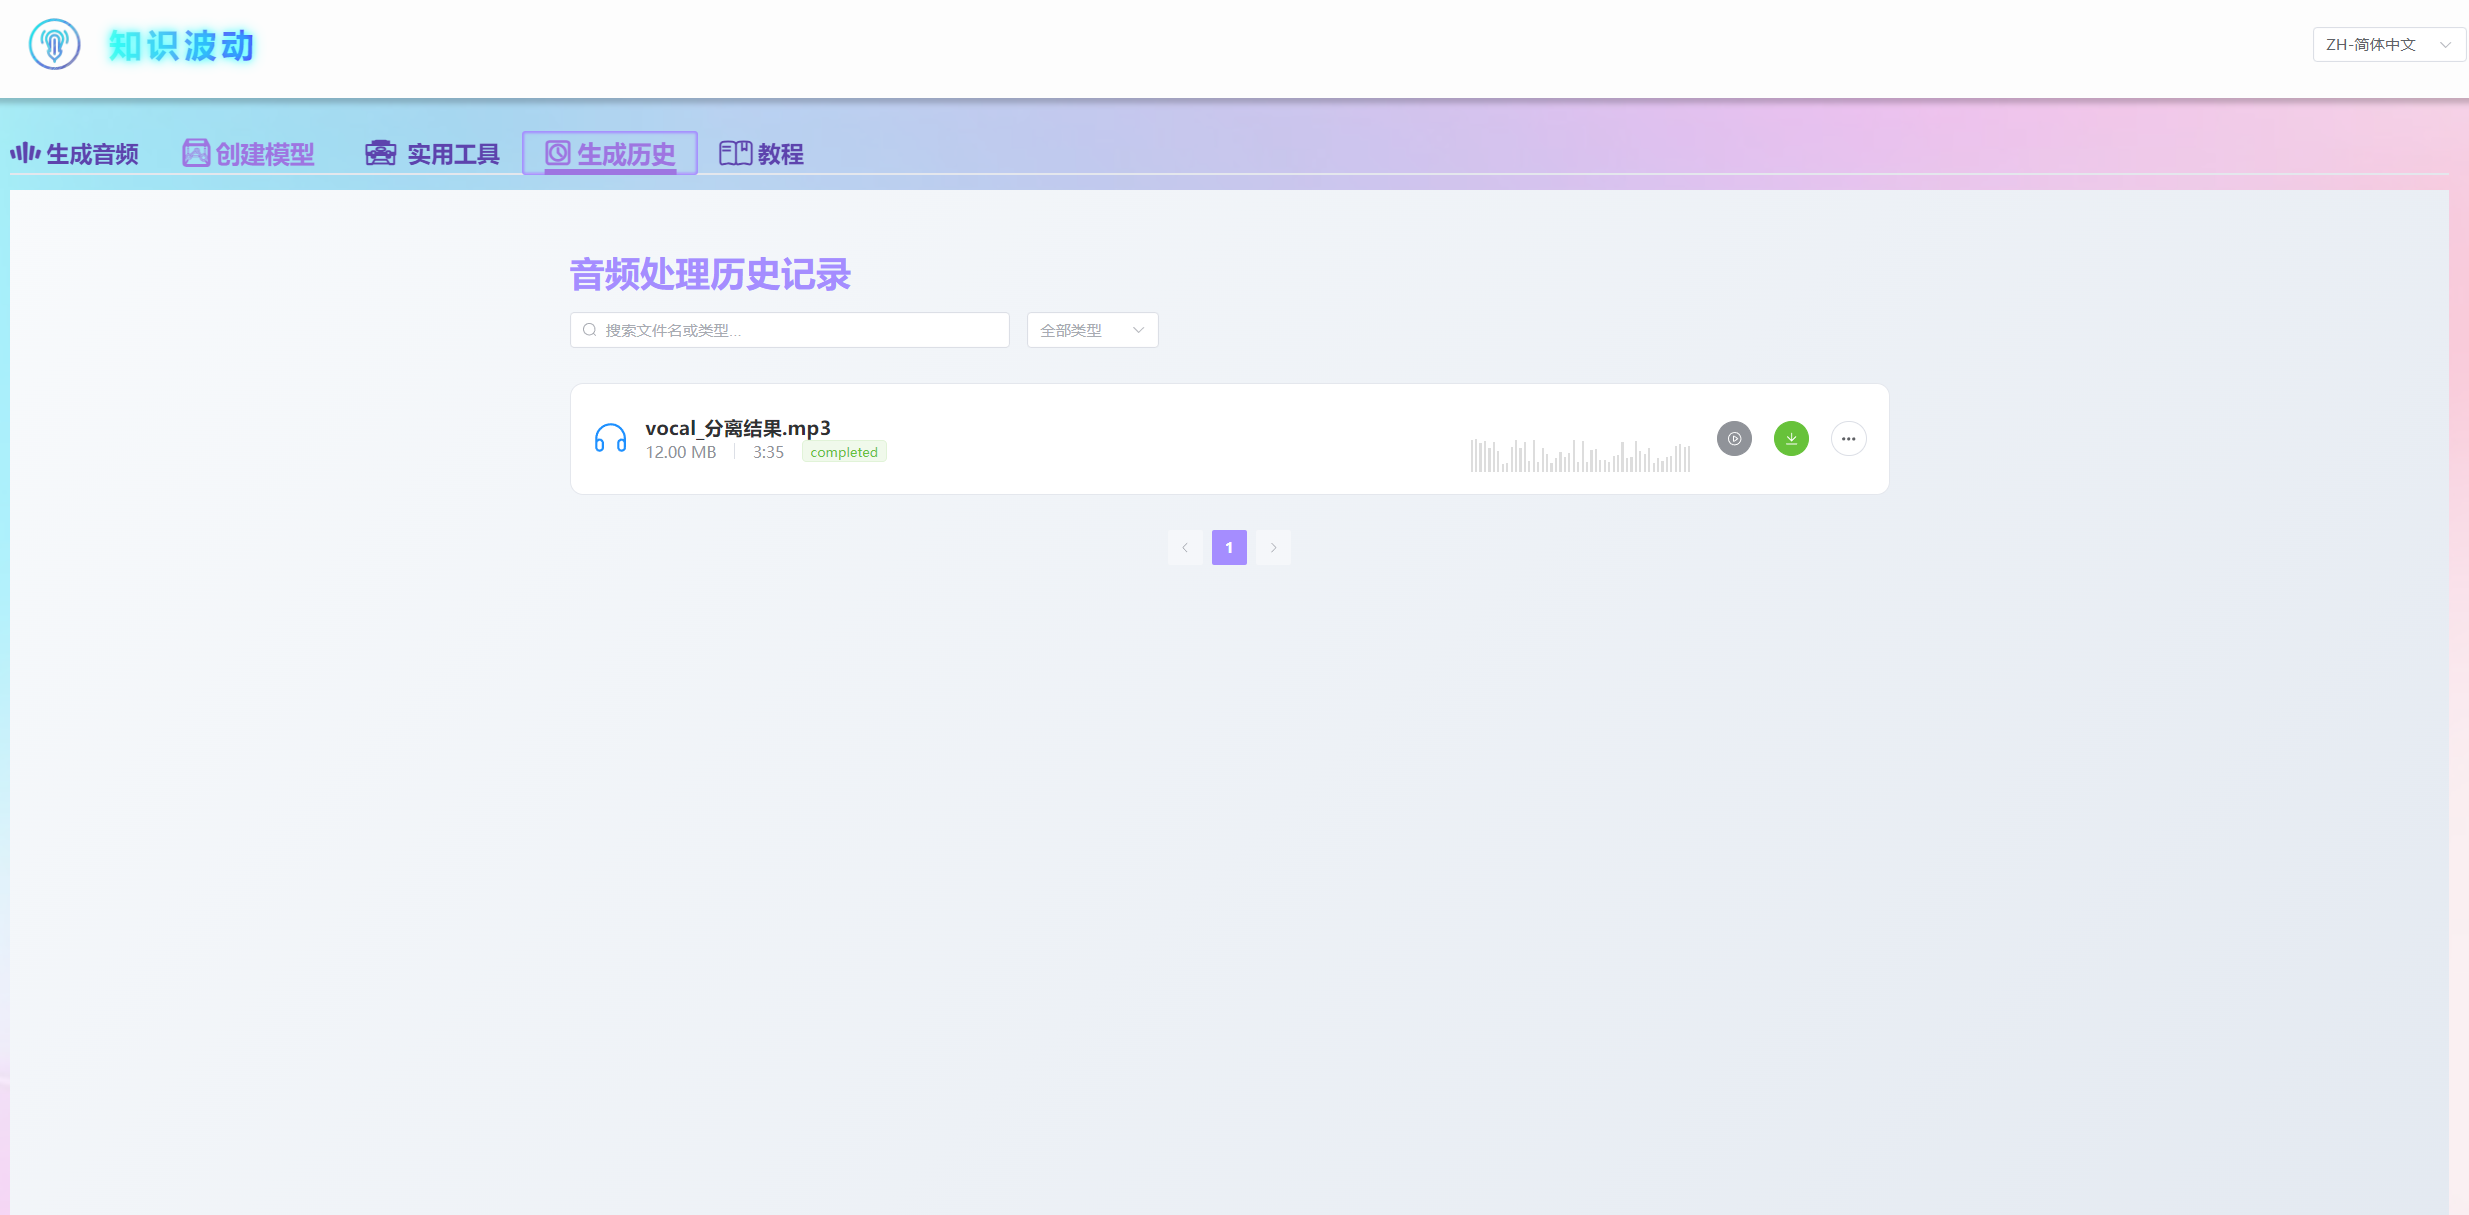 知识波动
ZH-简体中文
生成音频
创建模型
实用工具
生成历史
教程
音频处理历史记录
搜索文件名或类型...
全部类型
vocal_分离结果.mp3
12.00 MB
3:35
completed
1